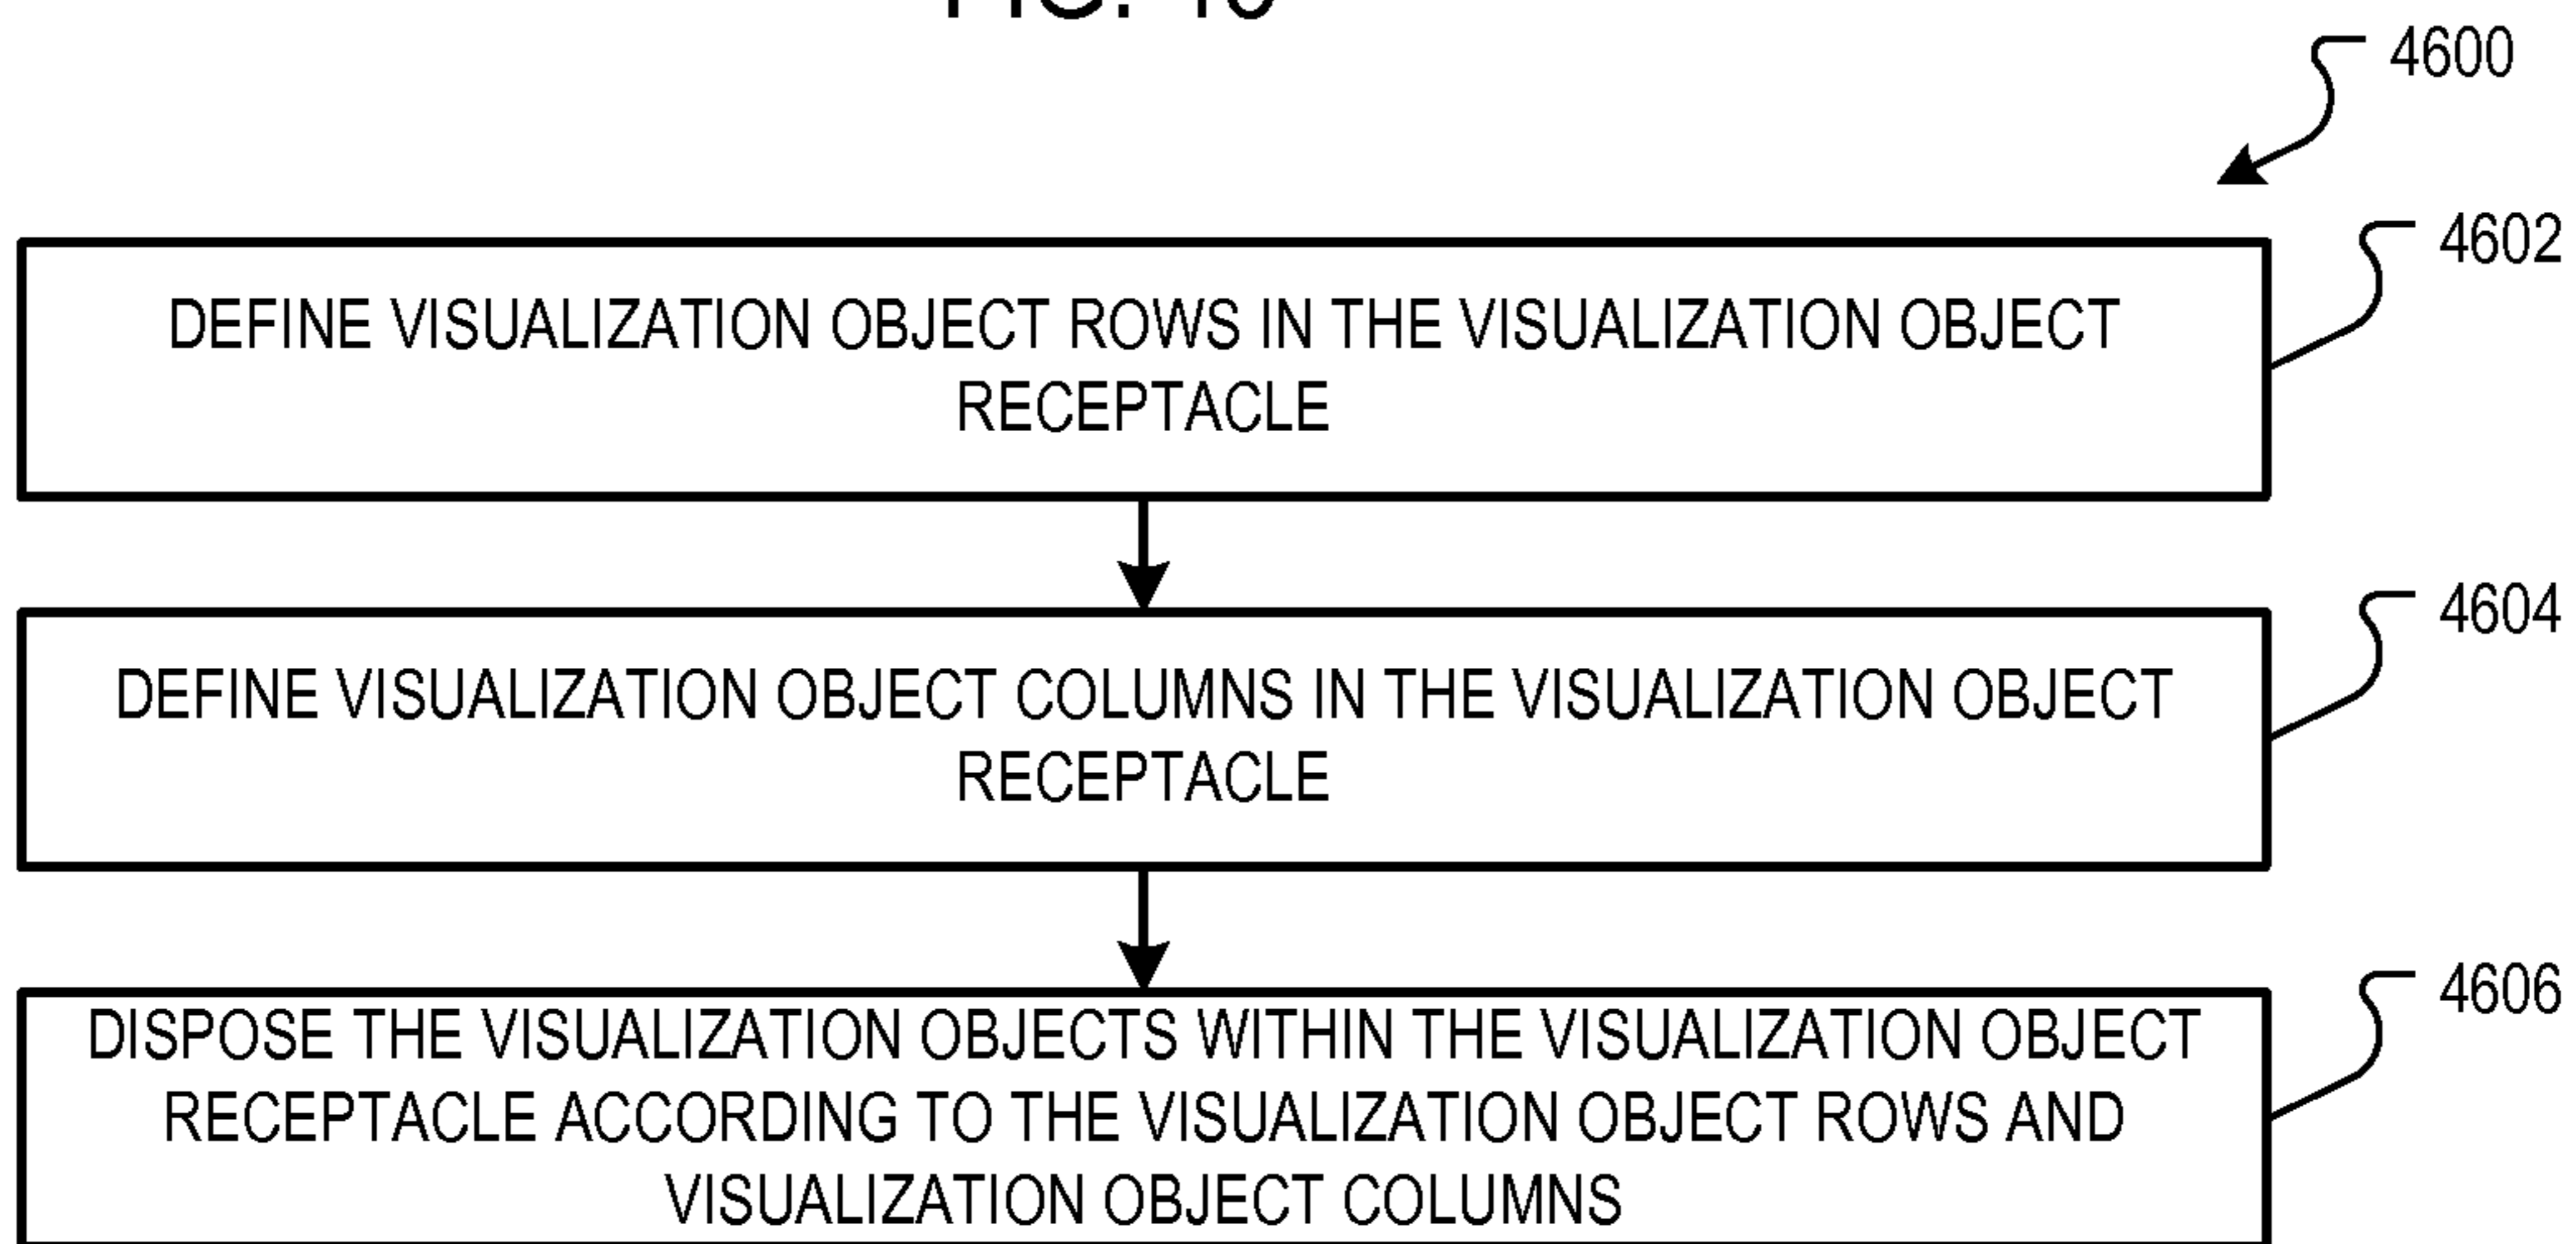 FIG.
4600
4602
DEFINE VISUALIZATION OBJECT ROWS IN THE VISUALIZATION OBJECT
RECEPTACLE
4604
DEFINE VISUALIZATION OBJECT COLUMNS IN THE VISUALIZATION OBJECT
RECEPTACLE
4606
DISPOSE THE VISUALIZATION OBJECTS WITHIN THE VISUALIZATION OBJECT
RECEPTACLE ACCORDING TO THE VISUALIZATION OBJECT ROWS AND
VISUALIZATION OBJECT COLUMNS